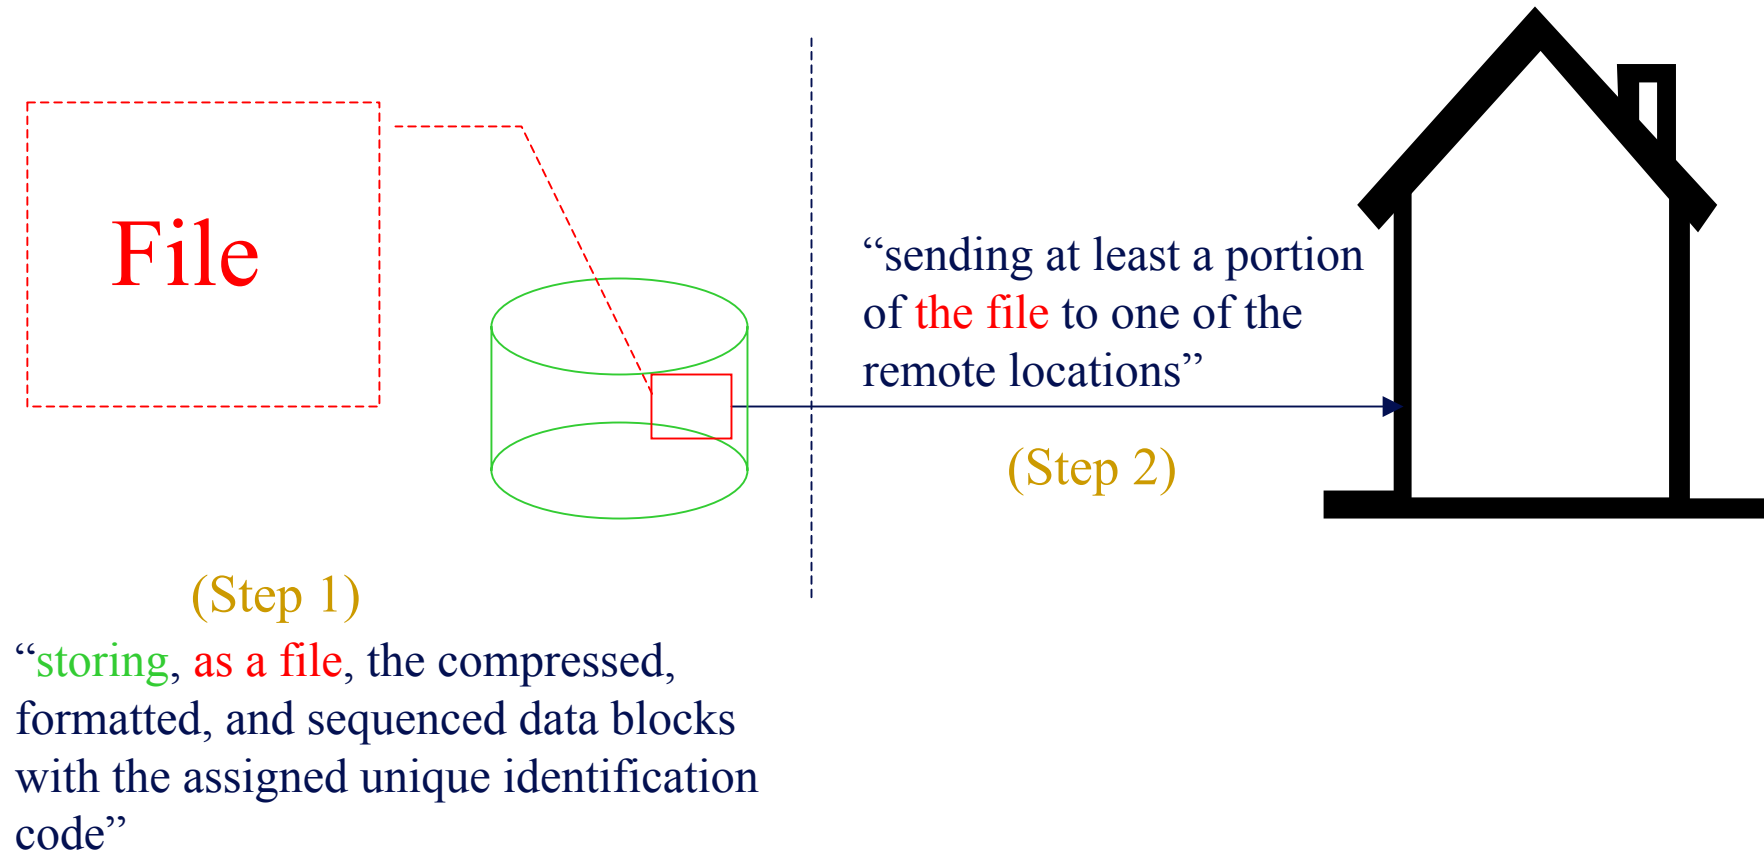 File
“sending at least a portion
of the file to one of the
remote locations”
(Step 2)
(Step 1)
“storing, as a file, the compressed,
formatted, and sequenced data blocks
with the assigned unique identification
code”